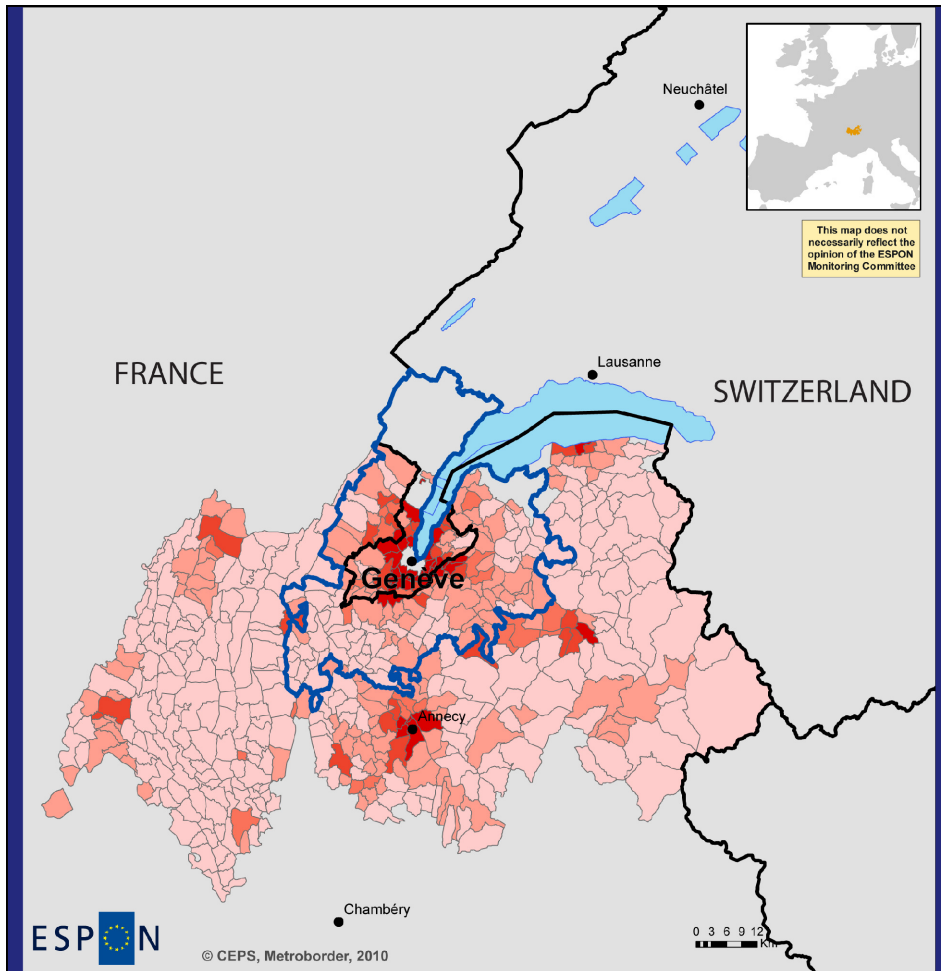 Neuchâtel
This map does not
necessarily reflect the
opinion of the ESPON
Monitoring Committee
Lausanne
FRANCE
SWITZERLAND
Genève
Annecy
Chambéry
0 3 6 9 12
Km
ESPON
© CEPS, Metroborder, 2010